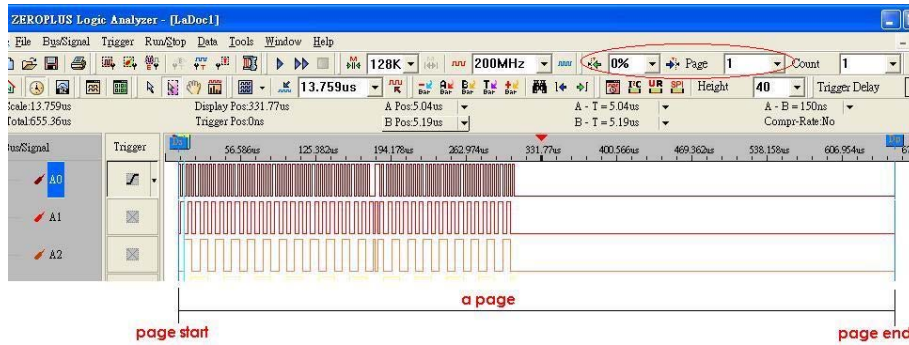 ZEROPLUS Logic Analyzer - [LaDoc1]
File Bus/Signal Trigger Run/Stop Data Tools Window Help
128K 200MHz 0% Page 1 Count 1
13.759us Height 40 Trigger Delay
Scale:13.759us Display Pos:331.77us A Pos:5.04us A - T = 5.04us A - B = 150ns
Total:655.36us Trigger Pos:0ns B Pos:5.19us B - T = 5.19us Compr-Rate:No
Bus/Signal Trigger 56.586us 125.382us 194.178us 262.974us 331.77us 400.566us 469.362us 538.158us 606.954us
A0
A1
A2
a page
page start page end